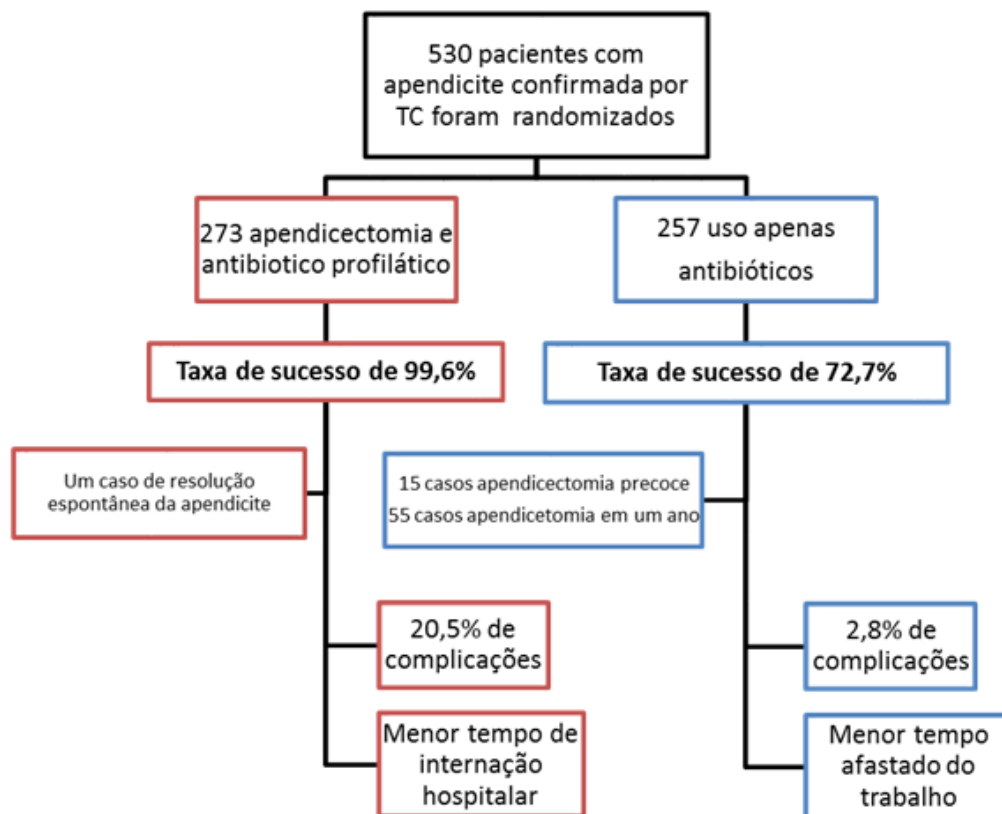 530 pacientes com
apendicite confirmada por
TC foram randomizados
273 apendicectomia e
antibiotico profilático
257 uso apenas
antibióticos
Taxa de sucesso de 99,6%
Taxa de sucesso de 72,7%
Um caso de resolução
espontânea da apendicite
15 casos apendicectomia precoce
55 casos apendicetomia em um ano
20,5% de
complicações
2,8% de
complicações
Menor tempo de
internação
hospitalar
Menor tempo
afastado do
trabalho